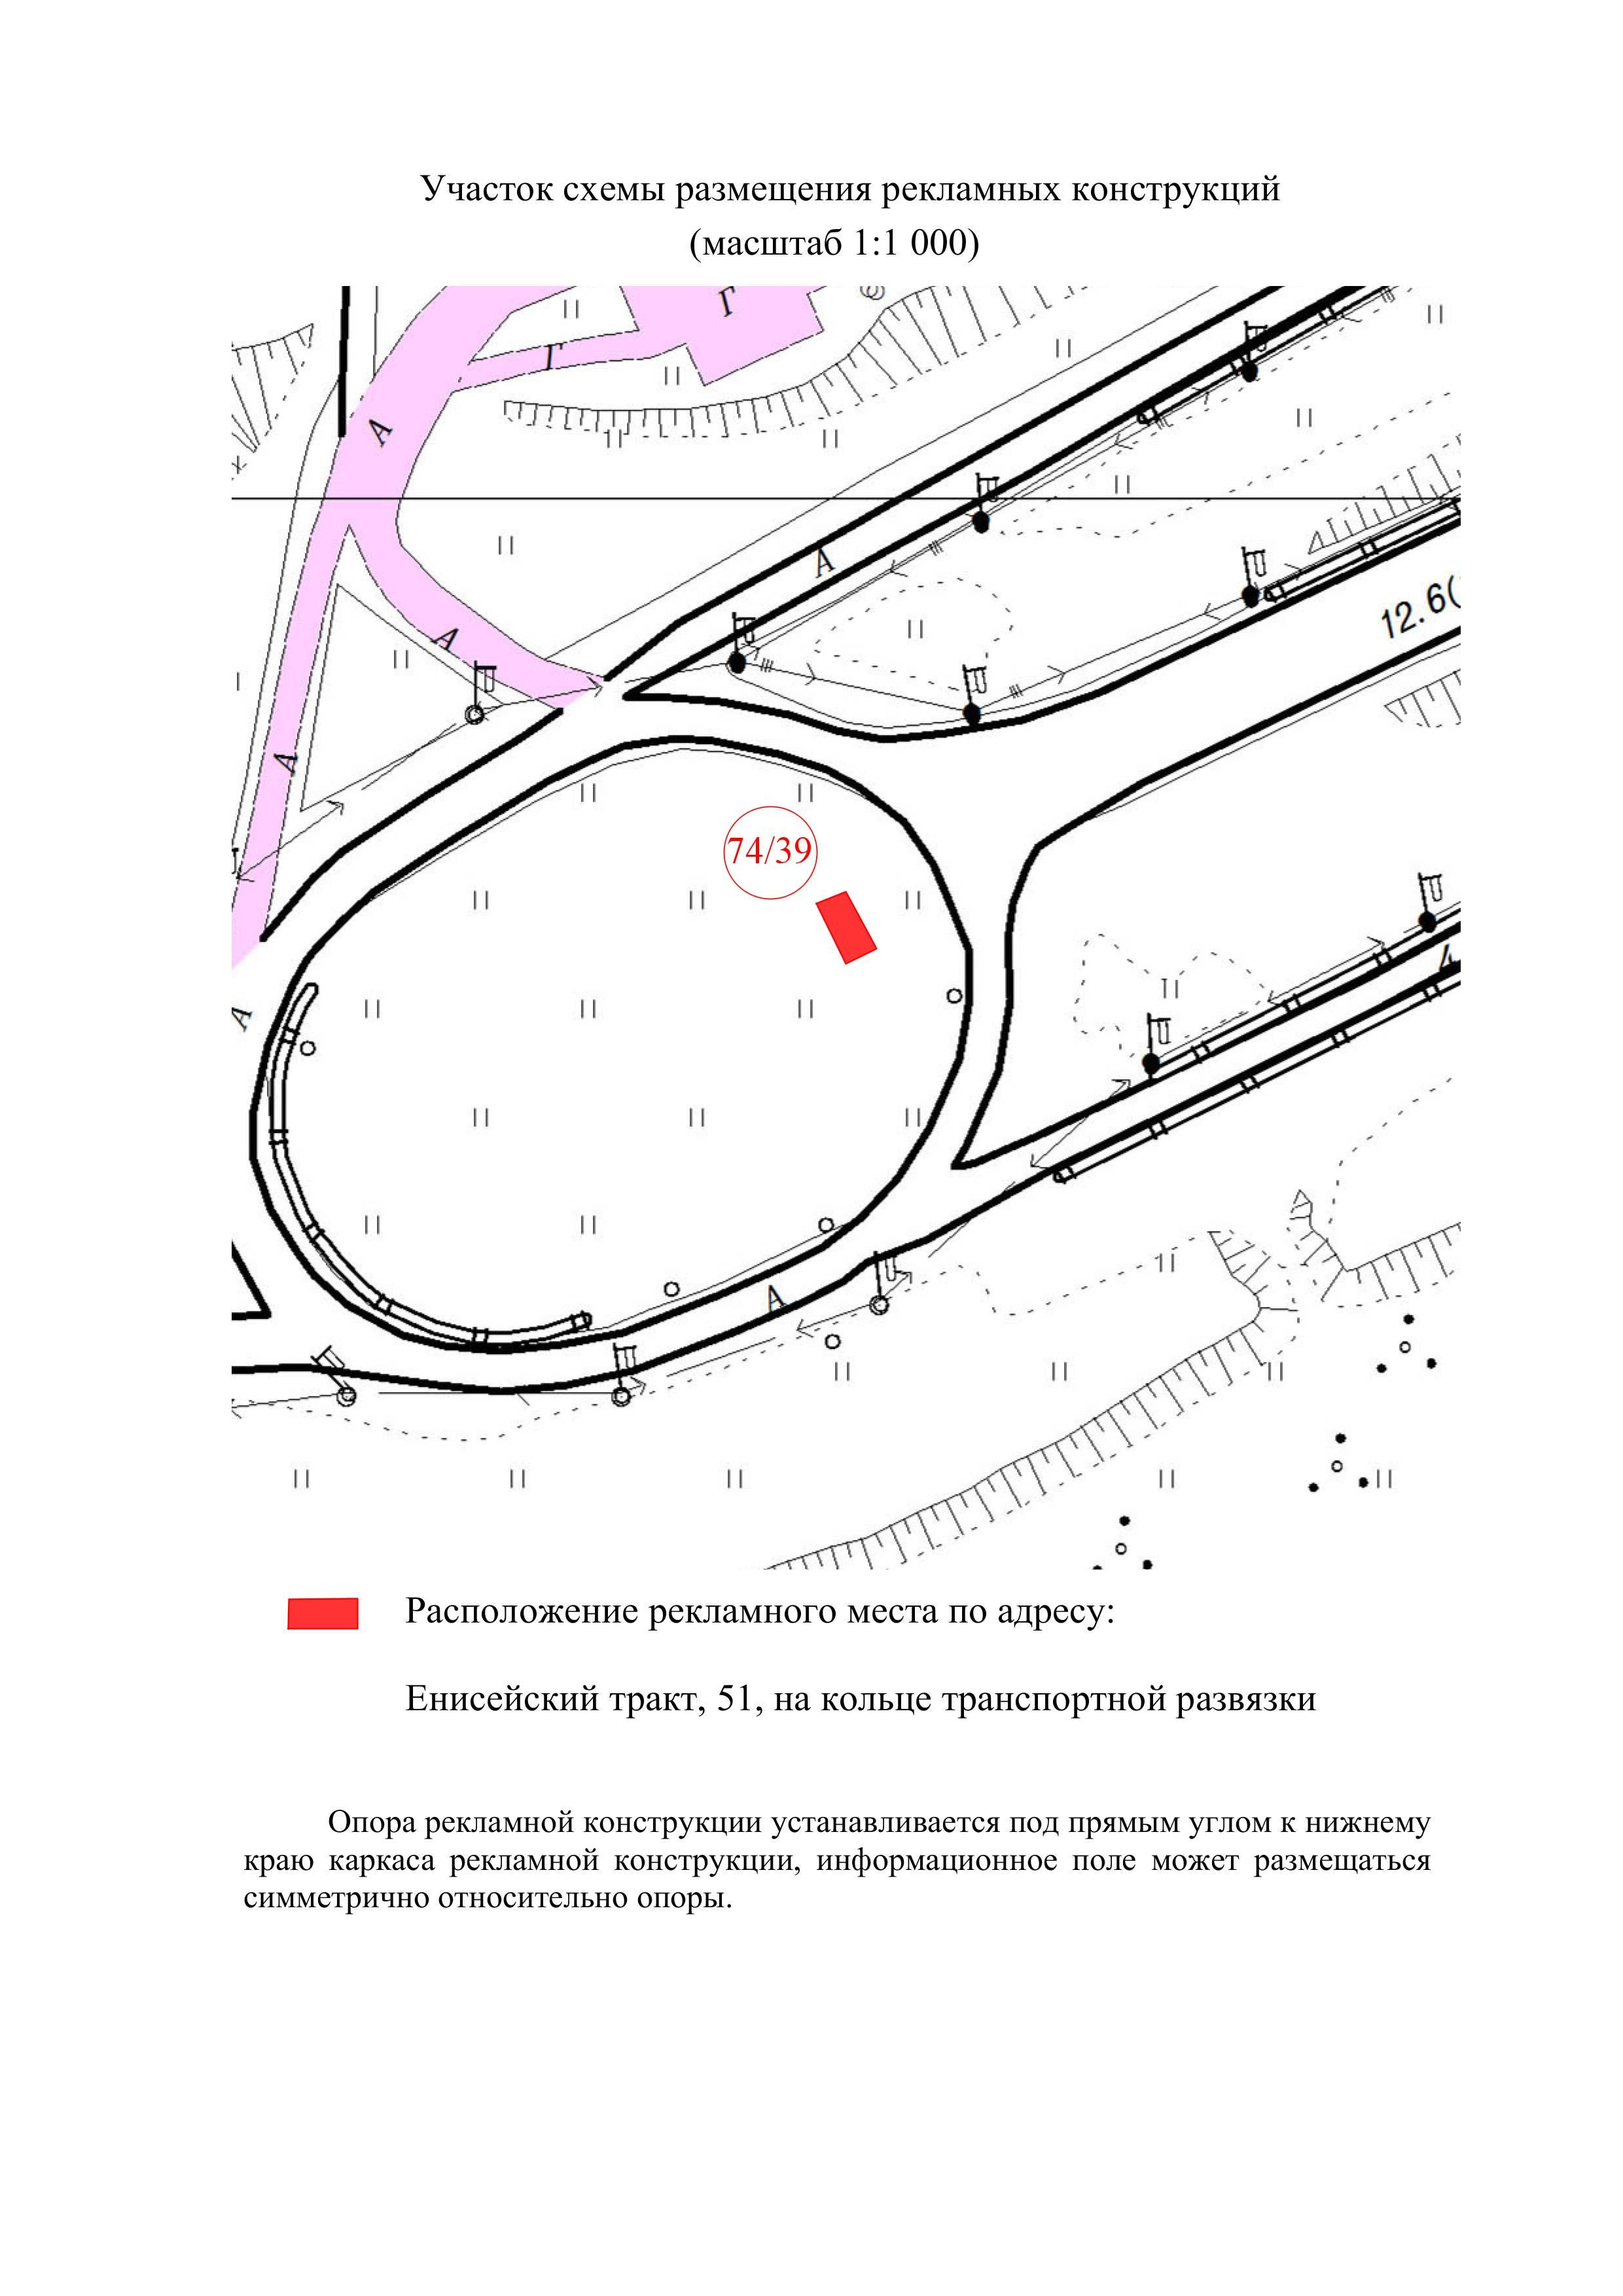 Участок схемы размещения рекламных конструкций
(масштаб 1:1 000)
Г
Г
А
А
А
А
12.6(
74/39
А
4
А
Расположение рекламного места по адресу:
Енисейский тракт, 51, на кольце транспортной развязки
Опора рекламной конструкции устанавливается под прямым углом к нижнему
краю каркаса рекламной конструкции, информационное поле может размещаться
симметрично относительно опоры.